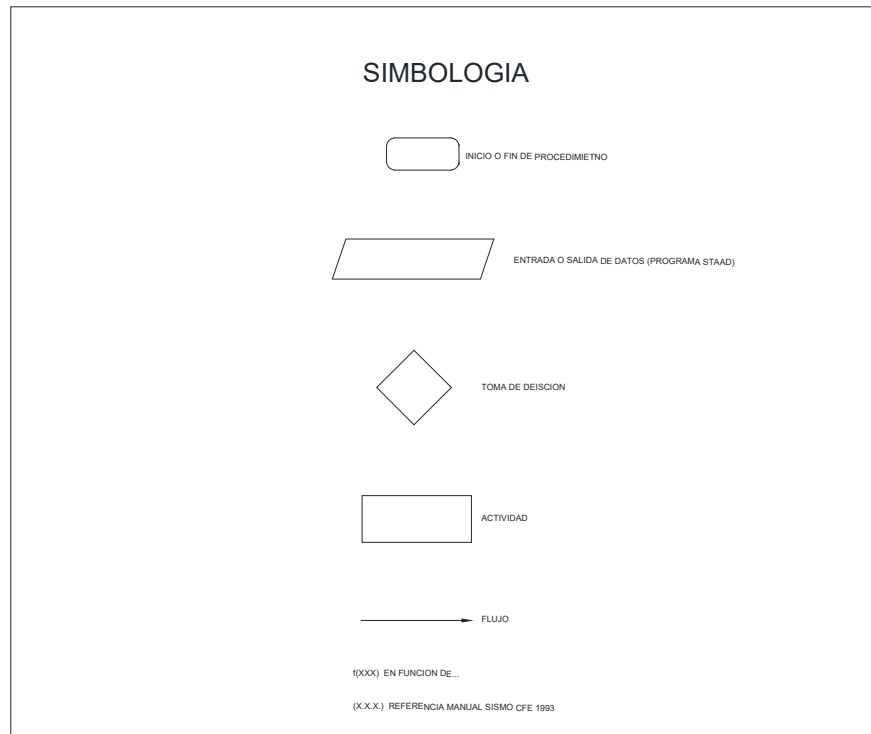 SIMBOLOGIA
INICIO O FIN DE PROCEDIMIETNO
ENTRADA O SALIDA DE DATOS (PROGRAMA STAAD)
TOMA DE DEISCION
ACTIVIDAD
FLUJO
f(XXX) EN FUNCION DE...
(X.X.X.) REFERENCIA MANUAL SISMO CFE 1993